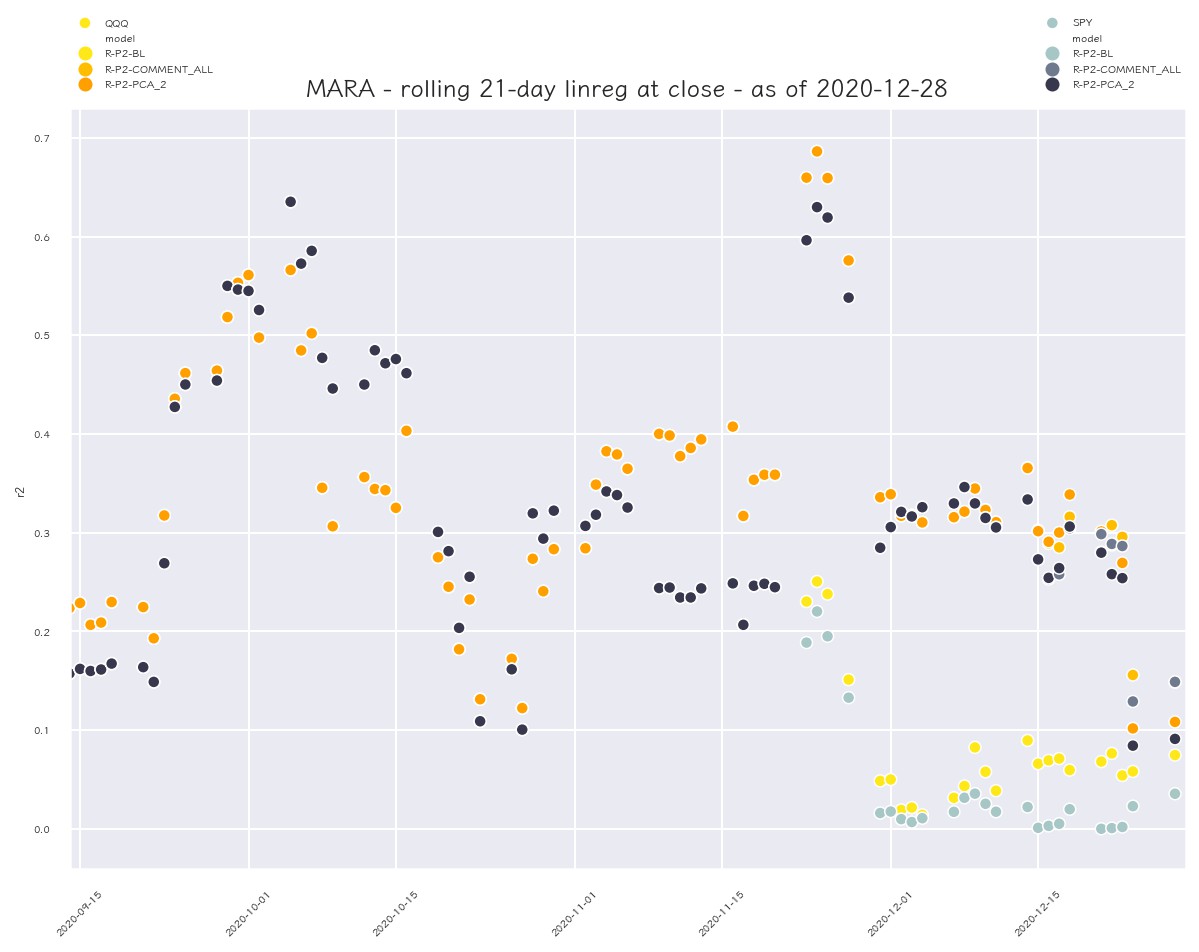 QQQ
model
R-P2-BL
R-P2-COMMENT_ALL
R-P2-PCA_2
SPY
model
R-P2-BL
R-P2-COMMENT_ALL
R-P2-PCA_2
MARA - rolling 21-day linreg at close - as of 2020-12-28
0.7
0.6
0.5
0.4
0.3
0.2
0.1
0.0
r2
2020-09-15
2020-10-01
2020-10-15
2020-11-01
2020-11-15
2020-12-01
2020-12-15